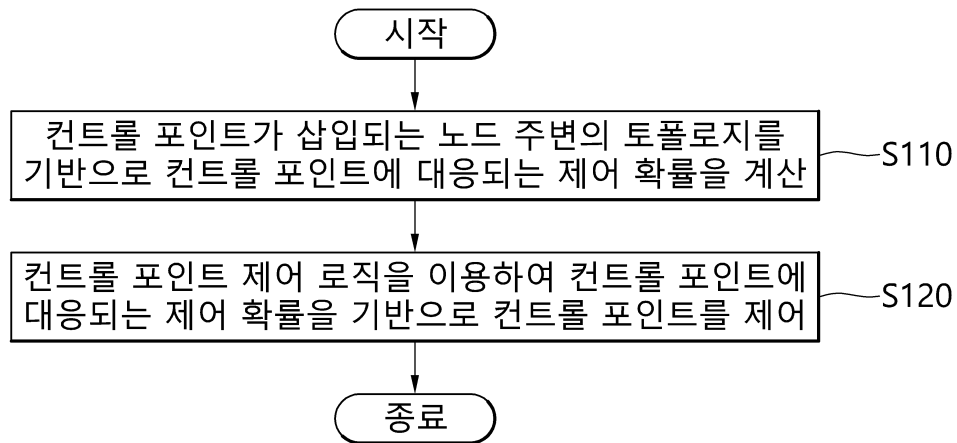 시작
컨트롤 포인트가 삽입되는 노드 주변의 토폴로지를
기반으로 컨트롤 포인트에 대응되는 제어 확률을 계산
S110
컨트롤 포인트 제어 로직을 이용하여 컨트롤 포인트에
대응되는 제어 확률을 기반으로 컨트롤 포인트를 제어
S120
종료